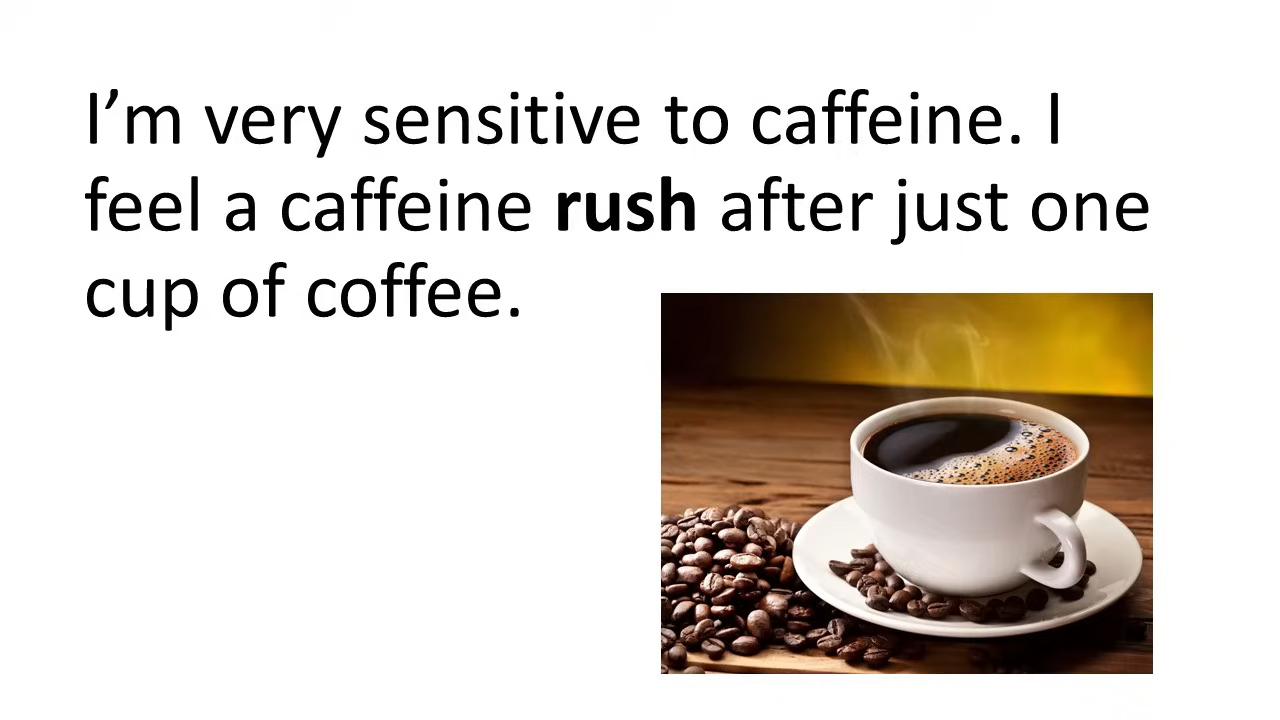 I’m very sensitive to caffeine. I
feel a caffeine rush after just one
cup of coffee.